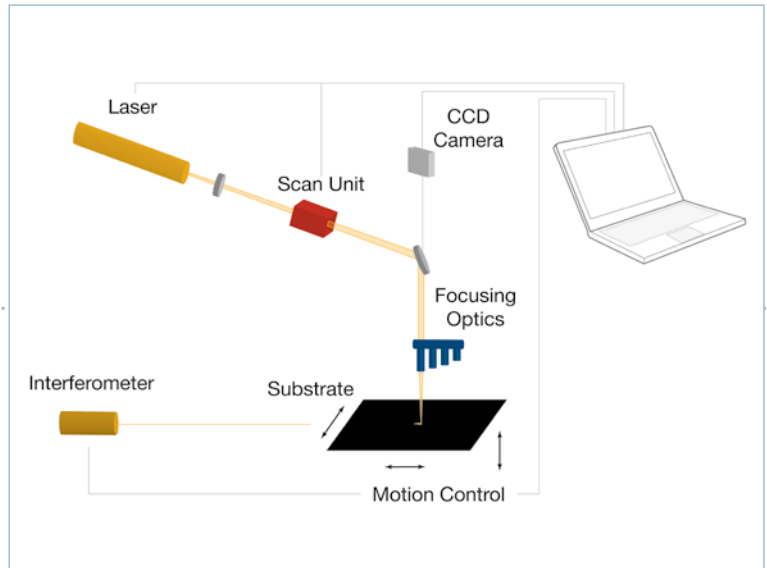 Laser
CCD
Camera
Scan Unit
Focusing
Optics
Interferometer
Substrate
Motion Control